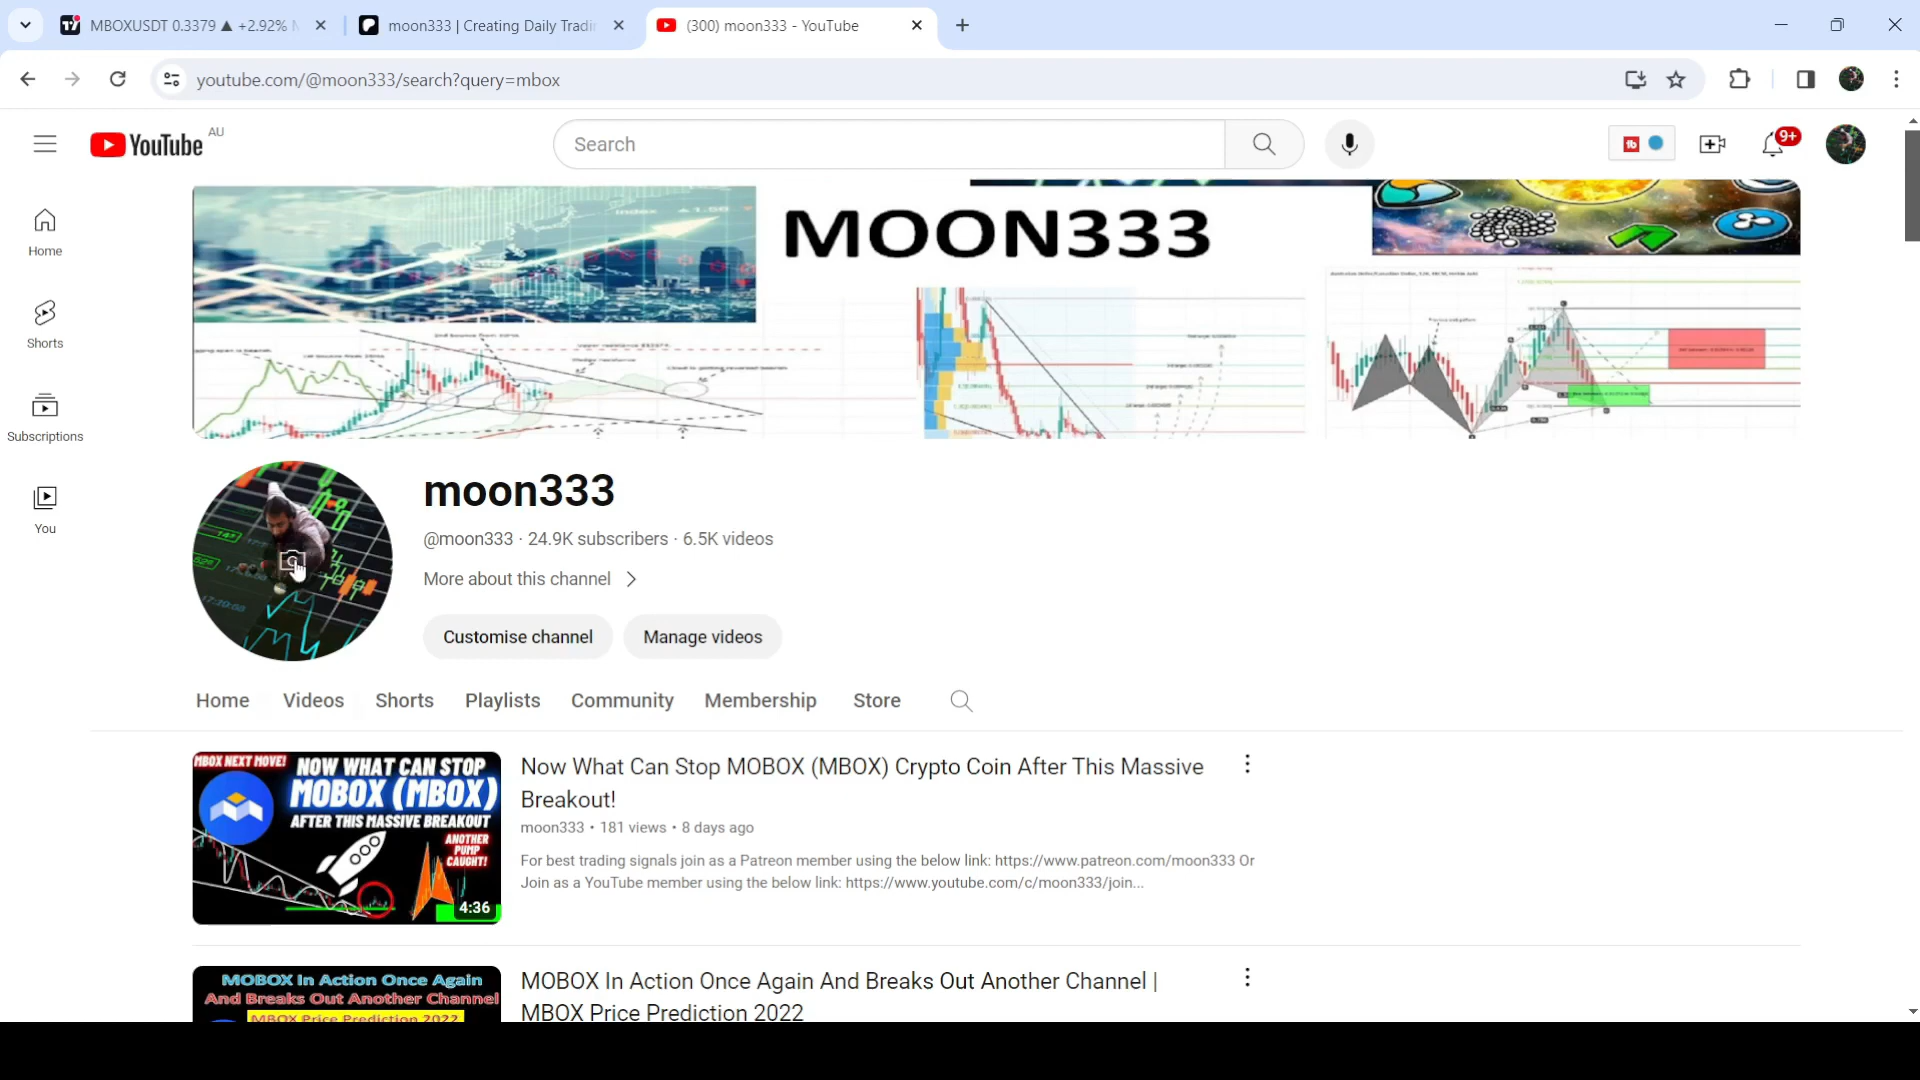 MBOXUSDT 0.3379 ▲ +2.92%
moon333 | Creating Daily Tradi
(300) moon333 - YouTube
youtube.com/@moon333/search?query=mbox
YouTube AU
Search
9+
Home
Shorts
Subscriptions
You
MOON333
moon333
@moon333 · 24.9K subscribers · 6.5K videos
More about this channel
Customise channel
Manage videos
Home
Videos
Shorts
Playlists
Community
Membership
Store
MBOX NEXT MOVE!
NOW WHAT CAN STOP
MOBOX (MBOX)
AFTER THIS MASSIVE BREAKOUT
ANOTHER
PUMP
CAUGHT!
4:36
Now What Can Stop MOBOX (MBOX) Crypto Coin After This Massive
Breakout!
moon333 • 181 views • 8 days ago
For best trading signals join as a Patreon member using the below link: https://www.patreon.com/moon333 Or
Join as a YouTube member using the below link: https://www.youtube.com/c/moon333/join...
MOBOX In Action Once Again
And Breaks Out Another Channel
MBOX Price Prediction 2022
MOBOX In Action Once Again And Breaks Out Another Channel |
MBOX Price Prediction 2022